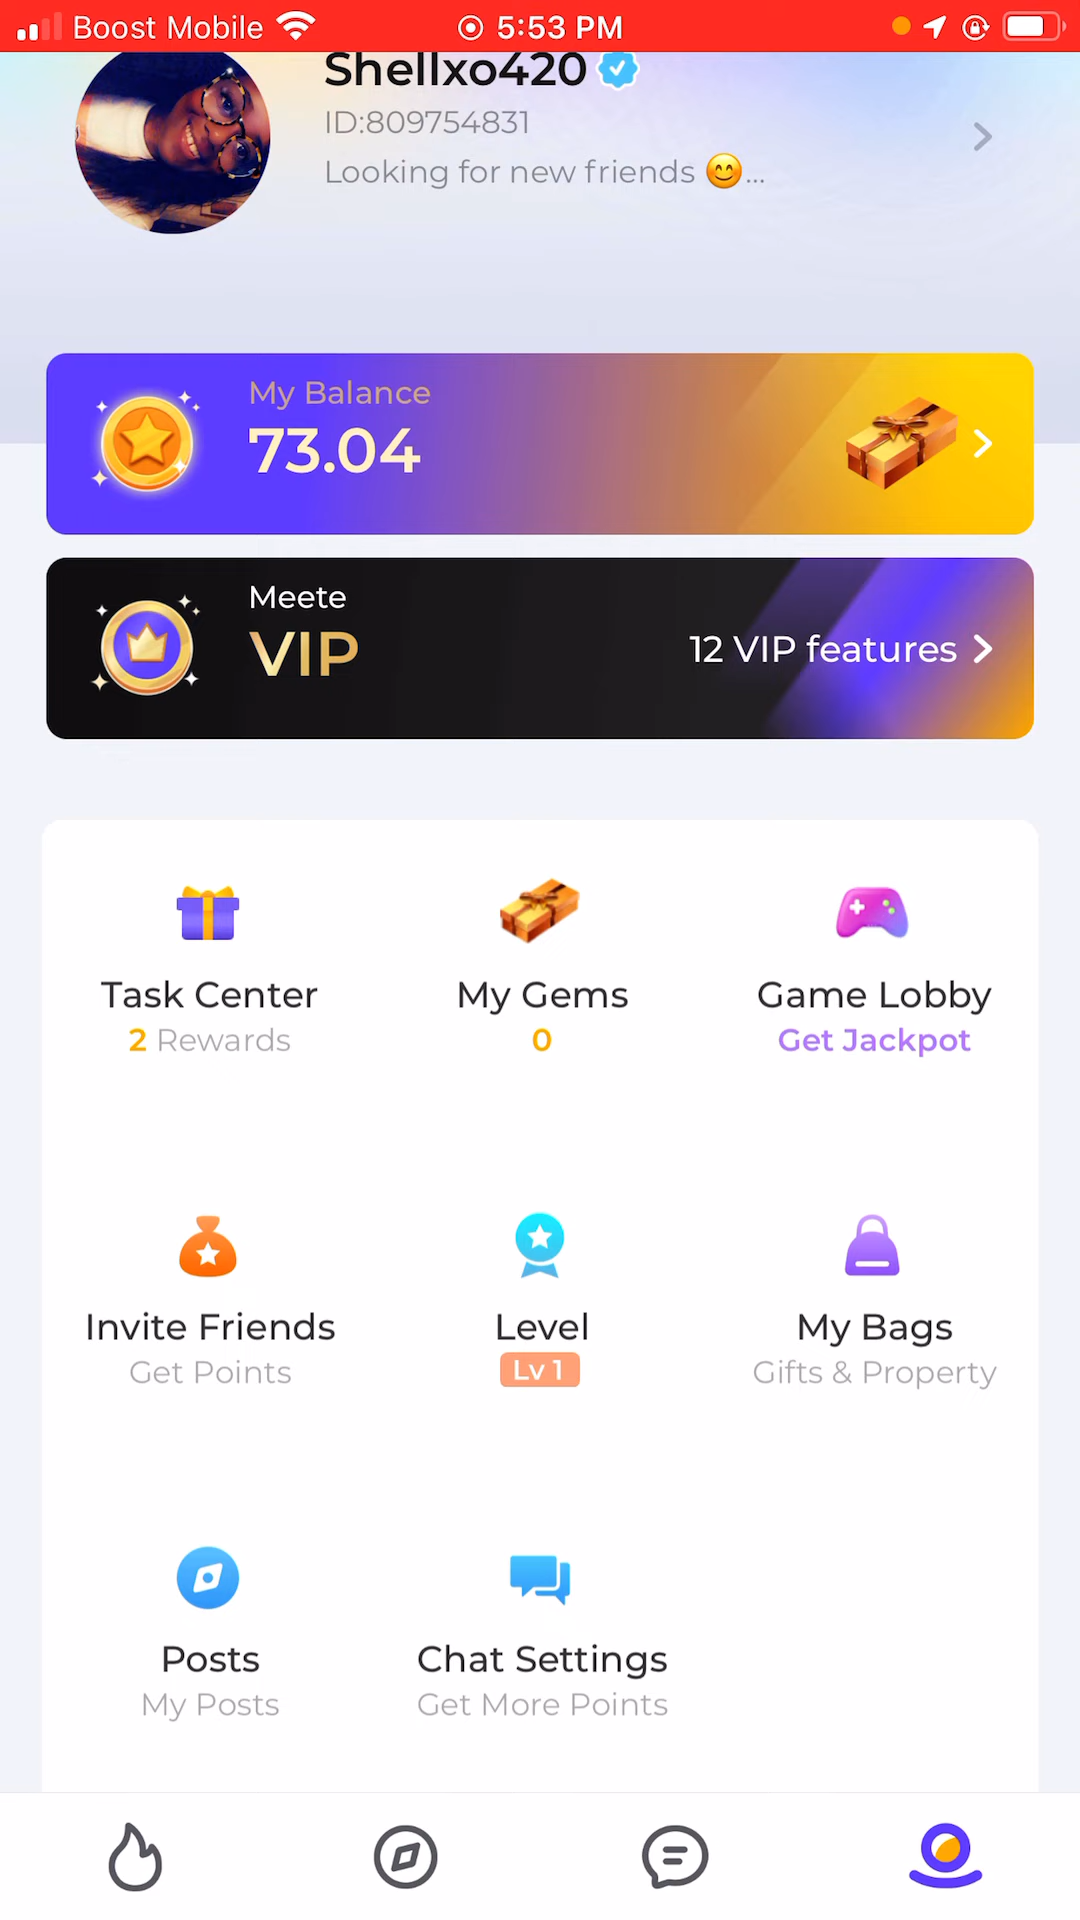 Boost Mobile
5:53 PM
Shellxo420
ID:809754831
Looking for new friends 😊...
My Balance
73.04
Meete
VIP
12 VIP features
Task Center
2 Rewards
My Gems
0
Game Lobby
Get Jackpot
Invite Friends
Get Points
Level
Lv 1
My Bags
Gifts & Property
Posts
My Posts
Chat Settings
Get More Points